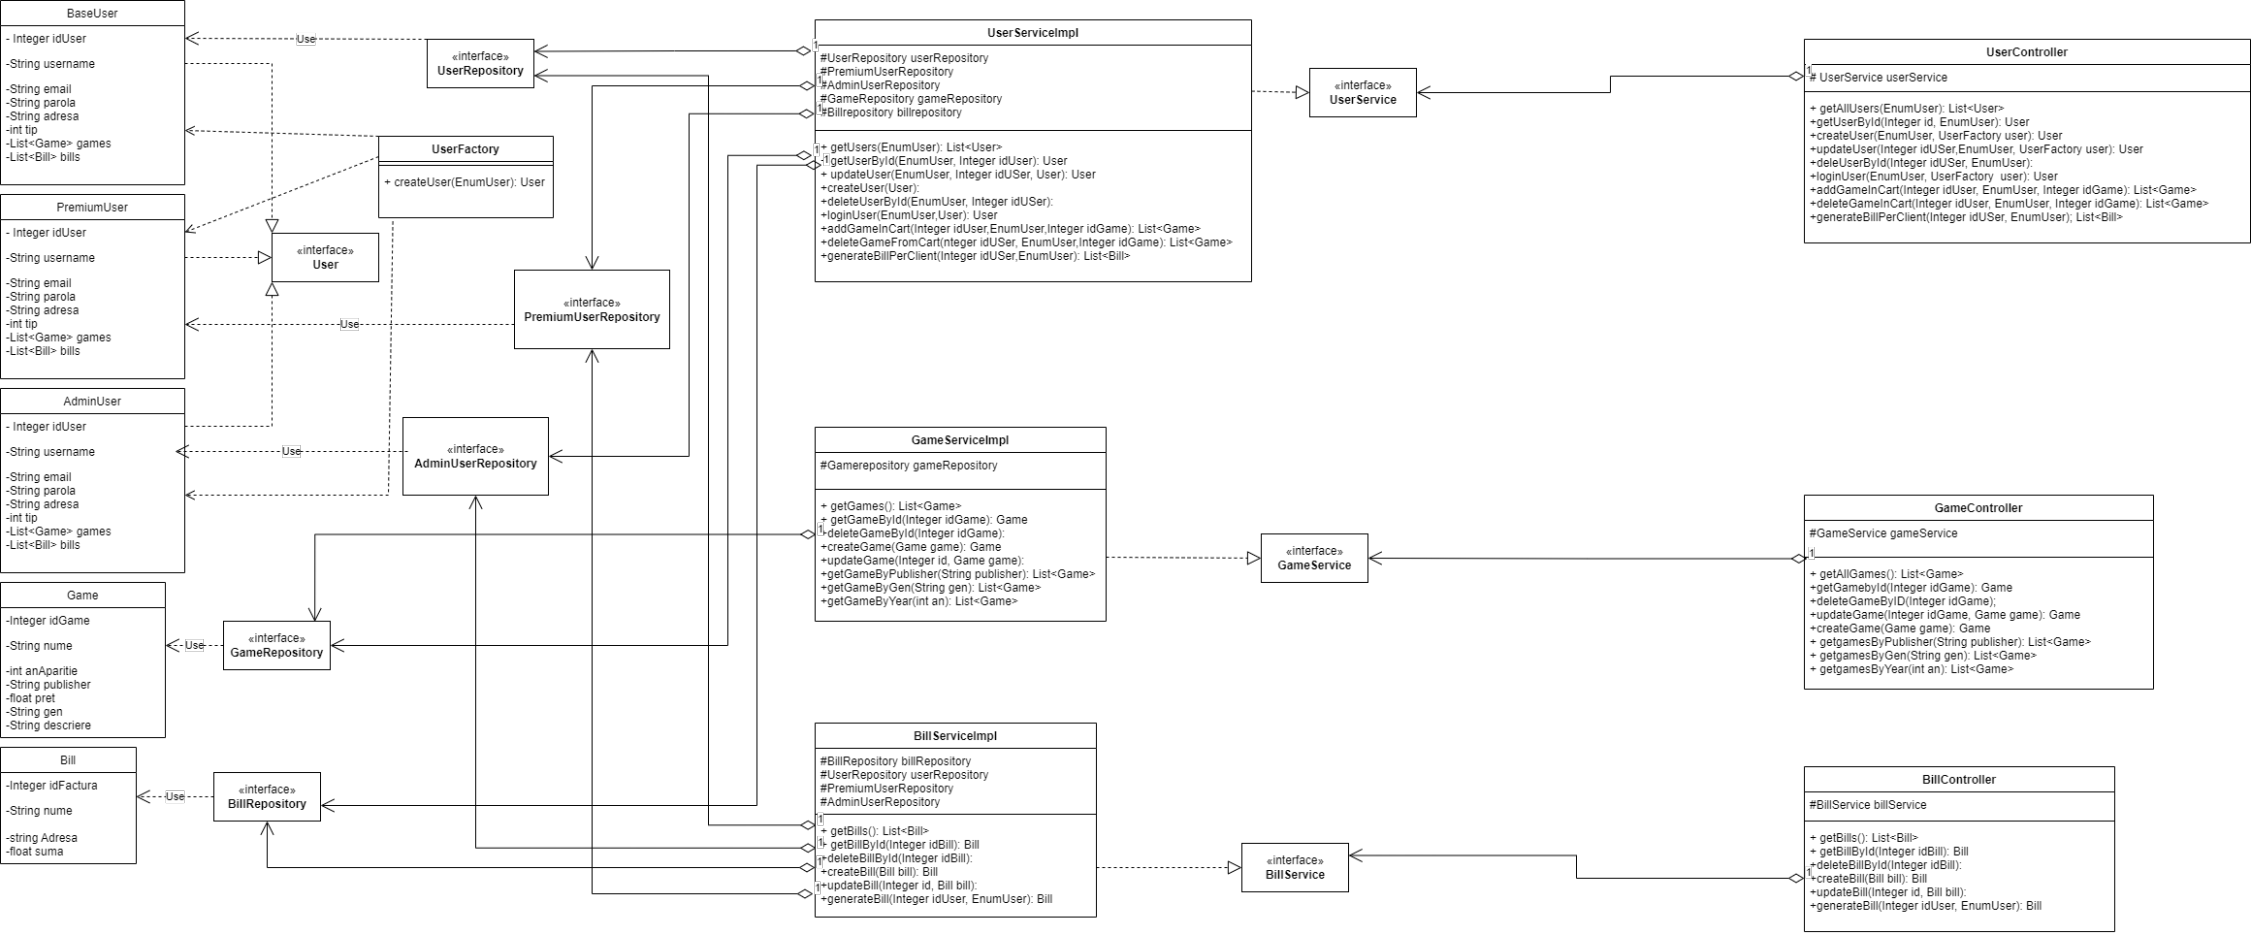 BaseUser
- Integer idUser
-String username
-String email
-String parola
-String adresa
-int tip
-List<Game> games
-List<Bill> bills
PremiumUser
- Integer idUser
-String username
-String email
-String parola
-String adresa
-int tip
-List<Game> games
-List<Bill> bills
AdminUser
- Integer idUser
-String username
-String email
-String parola
-String adresa
-int tip
-List<Game> games
-List<Bill> bills
Game
-Integer idGame
-String nume
-int anAparitie
-String publisher
-float pret
-String gen
-String descriere
Bill
-Integer idFactura
-String nume
-string Adresa
-float suma
Use
«interface»
UserRepository
UserFactory
+ createUser(EnumUser): User
«interface»
User
«interface»
PremiumUserRepository
Use
«interface»
AdminUserRepository
Use
«interface»
GameRepository
Use
«interface»
BillRepository
Use
UserServiceImpl
1
#UserRepository userRepository
#PremiumUserRepository
1
#AdminUserRepository
#GameRepository gameRepository
1
#Billrepository billrepository
1
+ getUsers(EnumUser): List<User>
1
+getUserById(EnumUser, Integer idUser): User
+ updateUser(EnumUser, Integer idUSer, User): User
+createUser(User):
+deleteUserById(EnumUser, Integer idUSer):
+loginUser(EnumUser,User): User
+addGameInCart(Integer idUser,EnumUser,Integer idGame): List<Game>
+deleteGameFromCart(nteger idUSer, EnumUser,Integer idGame): List<Game>
+generateBillPerClient(Integer idUSer,EnumUser): List<Bill>
«interface»
UserService
UserController
1
# UserService userService
+ getAllUsers(EnumUser): List<User>
+getUserById(Integer id, EnumUser): User
+createUser(EnumUser, UserFactory user): User
+updateUser(Integer idUSer,EnumUser, UserFactory user): User
+deleUserById(Integer idUSer, EnumUser):
+loginUser(EnumUser, UserFactory  user): User
+addGameInCart(Integer idUser, EnumUser, Integer idGame): List<Game>
+deleteGameInCart(Integer idUser, EnumUser, Integer idGame): List<Game>
+generateBillPerClient(Integer idUSer, EnumUser); List<Bill>
GameServiceImpl
#Gamerepository gameRepository
+ getGames(): List<Game>
+ getGameById(Integer idGame): Game
1
+deleteGameById(Integer idGame):
+createGame(Game game): Game
+updateGame(Integer id, Game game):
+getGameByPublisher(String publisher): List<Game>
+getGameByGen(String gen): List<Game>
+getGameByYear(int an): List<Game>
«interface»
GameService
GameController
#GameService gameService
1
+ getAllGames(): List<Game>
+getGamebyId(Integer idGame): Game
+deleteGameByID(Integer idGame);
+updateGame(Integer idGame, Game game): Game
+createGame(Game game): Game
+ getgamesByPublisher(String publisher): List<Game>
+ getgamesByGen(String gen): List<Game>
+ getgamesByYear(int an): List<Game>
BillServiceImpl
#BillRepository billRepository
#UserRepository userRepository
#PremiumUserRepository
#AdminUserRepository
1
+ getBills(): List<Bill>
1
+ getBillById(Integer idBill): Bill
+deleteBillById(Integer idBill):
1
+createBill(Bill bill): Bill
1
+updateBill(Integer id, Bill bill):
+generateBill(Integer idUser, EnumUser): Bill
«interface»
BillService
BillController
#BillService billService
+ getBills(): List<Bill>
+ getBillById(Integer idBill): Bill
+deleteBillById(Integer idBill):
1
+createBill(Bill bill): Bill
+updateBill(Integer id, Bill bill):
+generateBill(Integer idUser, EnumUser): Bill